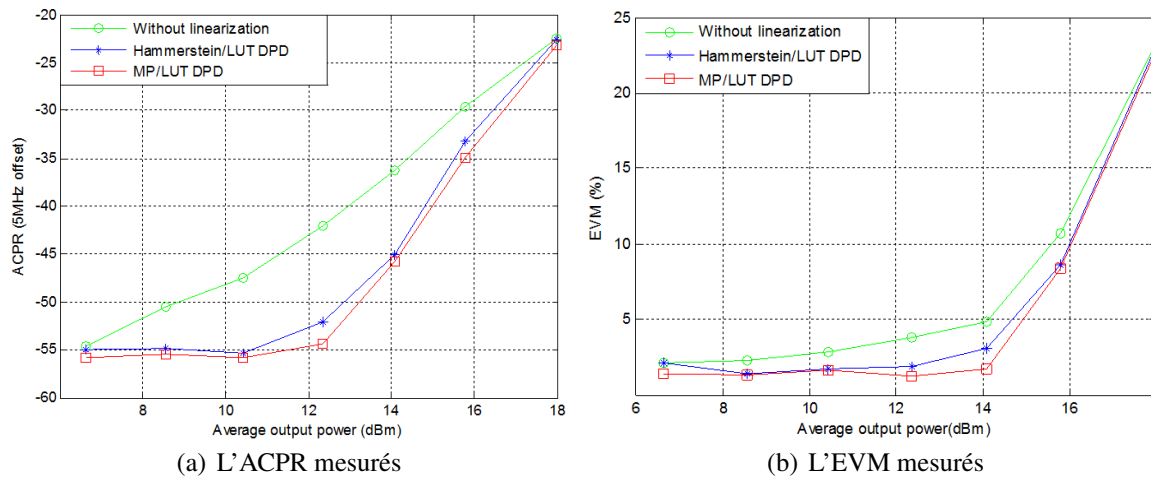 -20
-25
-30
-35
-40
-45
-50
-55
-60
ACPR (5MHz offset)
Without linearization
Hammerstein/LUT DPD
MP/LUT DPD
8 10 12 14 16 18
Average output power (dBm)
(a) L'ACPR mesurés
25
20
15
10
5
EVM (%)
Without linearization
Hammerstein/LUT DPD
MP/LUT DPD
6 8 10 12 14 16
Average output power(dBm)
(b) L'EVM mesurés